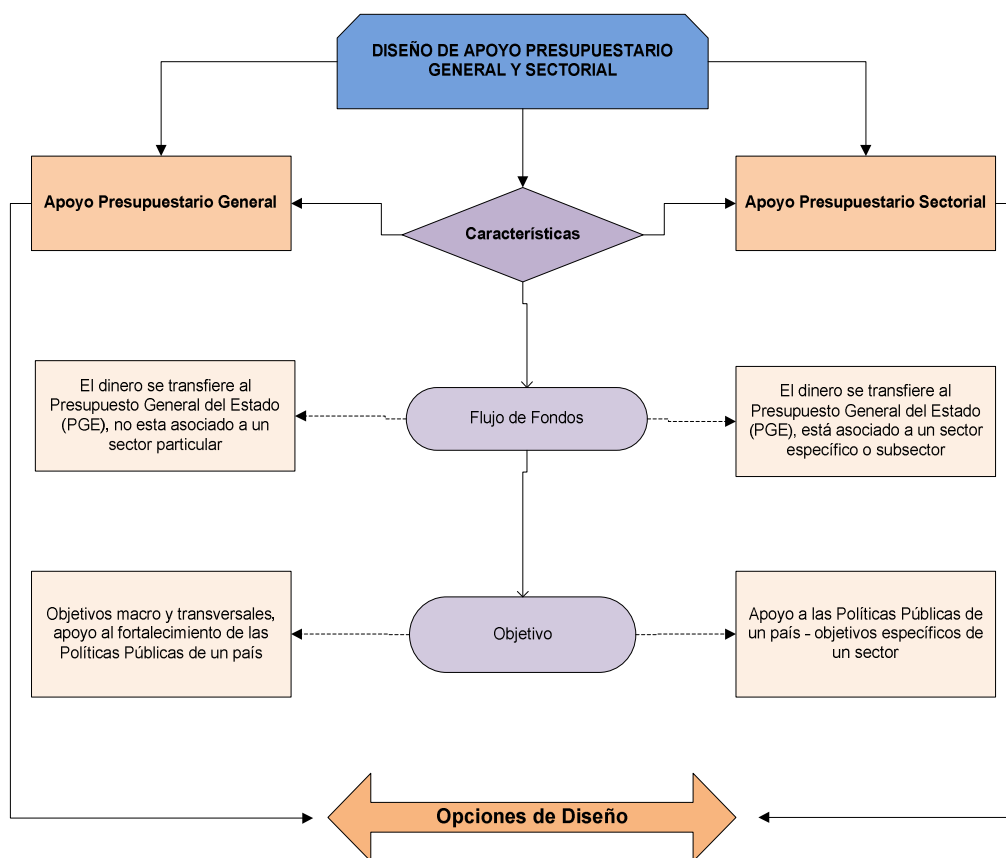 DISEÑO DE APOYO PRESUPUESTARIO
GENERAL Y SECTORIAL
Apoyo Presupuestario General
Características
Apoyo Presupuestario Sectorial
El dinero se transfiere al
Presupuesto General del Estado
(PGE), no esta asociado a un
sector particular
Flujo de Fondos
El dinero se transfiere al
Presupuesto General del Estado
(PGE), está asociado a un sector
específico o subsector
Objetivos macro y transversales,
apoyo al fortalecimiento de las
Políticas Públicas de un país
Objetivo
Apoyo a las Políticas Públicas de
un país - objetivos específicos de
un sector
Opciones de Diseño